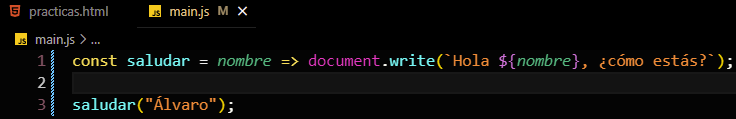 practicas.html main.js M ×
main.js > ...
1 const saludar = nombre => document.write(`Hola ${nombre}, ¿cómo estás?`);
2
3 saludar("Álvaro");